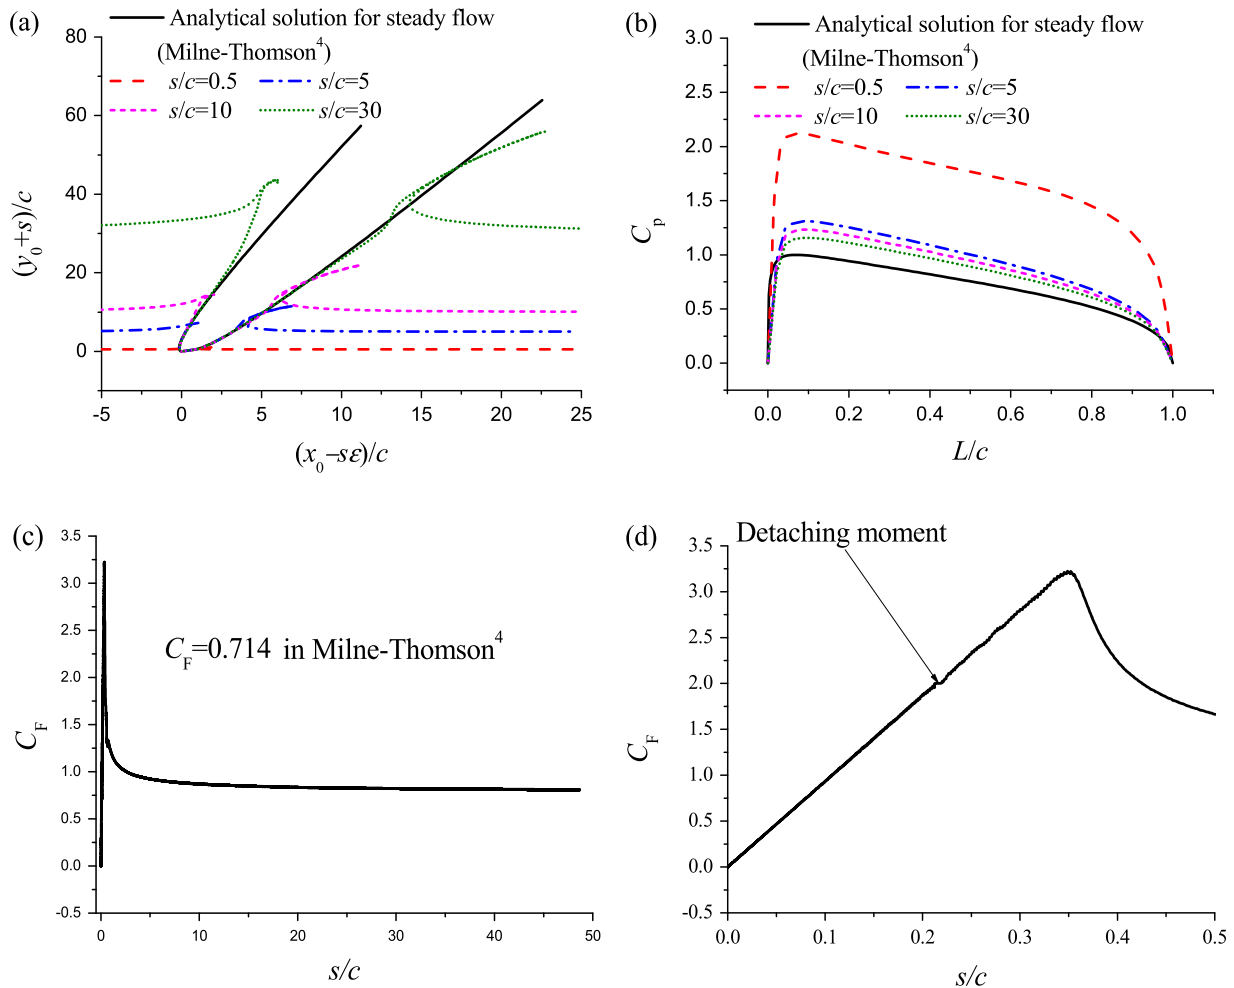 (a)
Analytical solution for steady flow
(Milne-Thomson4)
s/c=0.5
s/c=5
s/c=10
s/c=30
80
60
40
20
0
(y0+s)/c
-5
0
5
10
15
20
25
(x0–sε)/c
(b)
Analytical solution for steady flow
(Milne-Thomson4)
s/c=0.5
s/c=5
s/c=10
s/c=30
3.0
2.5
2.0
1.5
1.0
0.5
0.0
Cp
0.0
0.2
0.4
0.6
0.8
1.0
L/c
(c)
3.5
3.0
2.5
2.0
1.5
1.0
0.5
0.0
-0.5
CF
CF=0.714 in Milne-Thomson4
0
10
20
30
40
50
s/c
(d)
Detaching moment
3.5
3.0
2.5
2.0
1.5
1.0
0.5
0.0
-0.5
CF
0.0
0.1
0.2
0.3
0.4
0.5
s/c